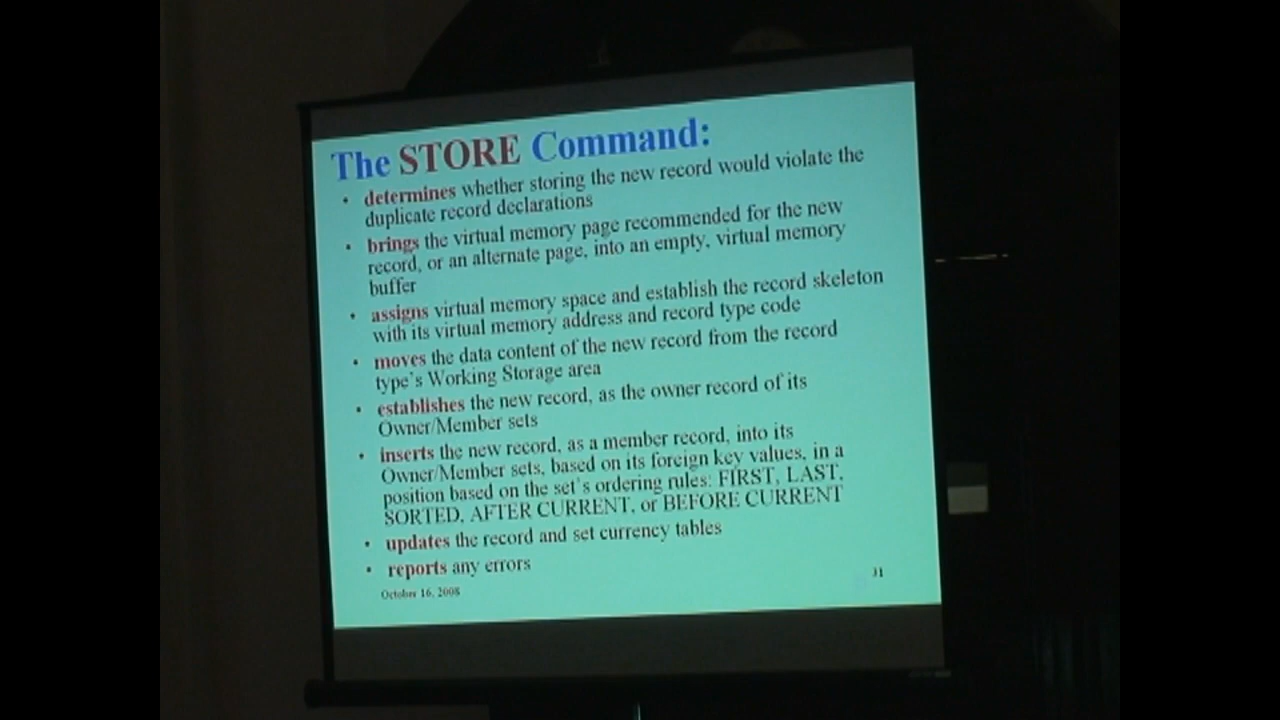 The STORE Command:
• determines whether storing the new record would violate the
duplicate record declarations
• brings the virtual memory page recommended for the new
record, or an alternate page, into an empty, virtual memory
buffer
• assigns virtual memory space and establish the record skeleton
with its virtual memory address and record type code
• moves the data content of the new record from the record
type's Working Storage area
• establishes the new record, as the owner record of its
Owner/Member sets
• inserts the new record, as a member record, into its
Owner/Member sets, based on its foreign key values, in a
position based on the set's ordering rules: FIRST, LAST,
SORTED, AFTER CURRENT, or BEFORE CURRENT
• updates the record and set currency tables
• reports any errors
October 16, 2008
31